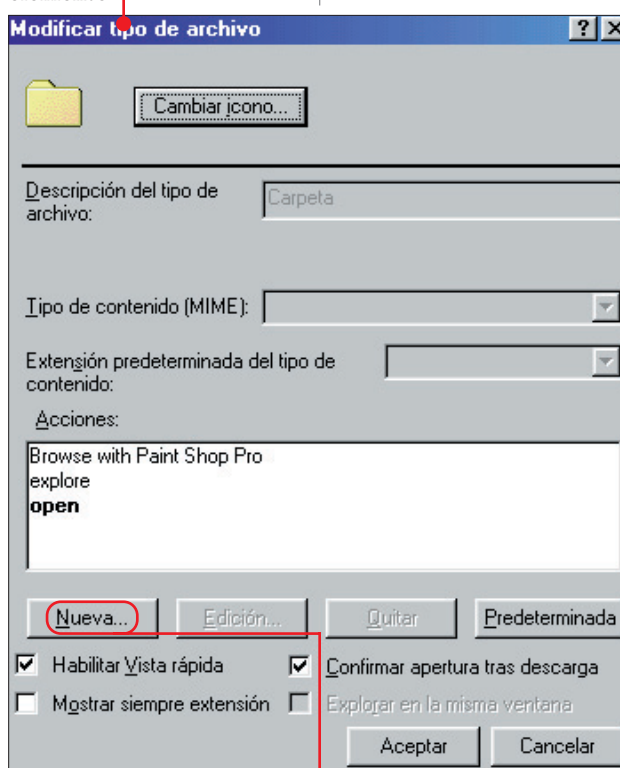 Modificar tipo de archivo
Cambiar icono...
Descripción del tipo de
archivo:
Carpeta
Tipo de contenido (MIME):
Extensión predeterminada del tipo de
contenido:
Acciones:
Browse with Paint Shop Pro
explore
open
Nueva...
Edición...
Quitar
Predeterminada
Habilitar Vista rápida
Confirmar apertura tras descarga
Mostrar siempre extensión
Explorar en la misma ventana
Aceptar
Cancelar